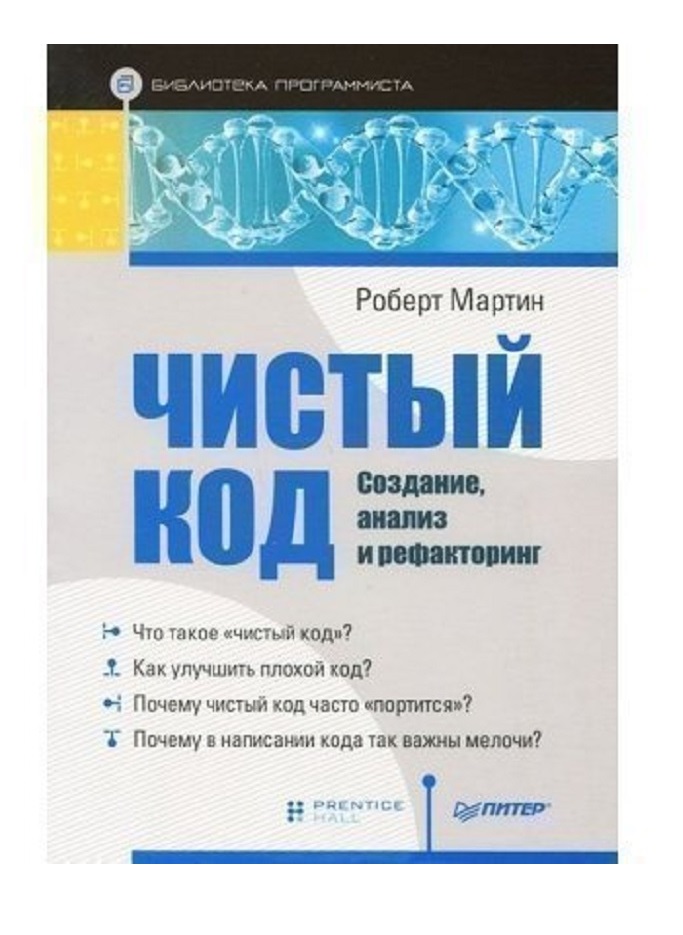 БИБЛИОТЕКА ПРОГРАММИСТА
Роберт Мартин
ЧИСТЫЙ
КОД
Создание,
анализ
и рефакторинг
Что такое «чистый код»?
Как улучшить плохой код?
Почему чистый код часто «портится»?
Почему в написании кода так важны мелочи?
PRENTICE
HALL
ПИТЕР®